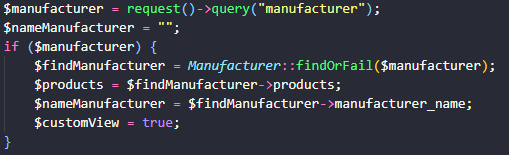 $manufacturer = request()->query("manufacturer");
$nameManufacturer = "";
if ($manufacturer) {
    $findManufacturer = Manufacturer::findOrFail($manufacturer);
    $products = $findManufacturer->products;
    $nameManufacturer = $findManufacturer->manufacturer_name;
    $customView = true;
}